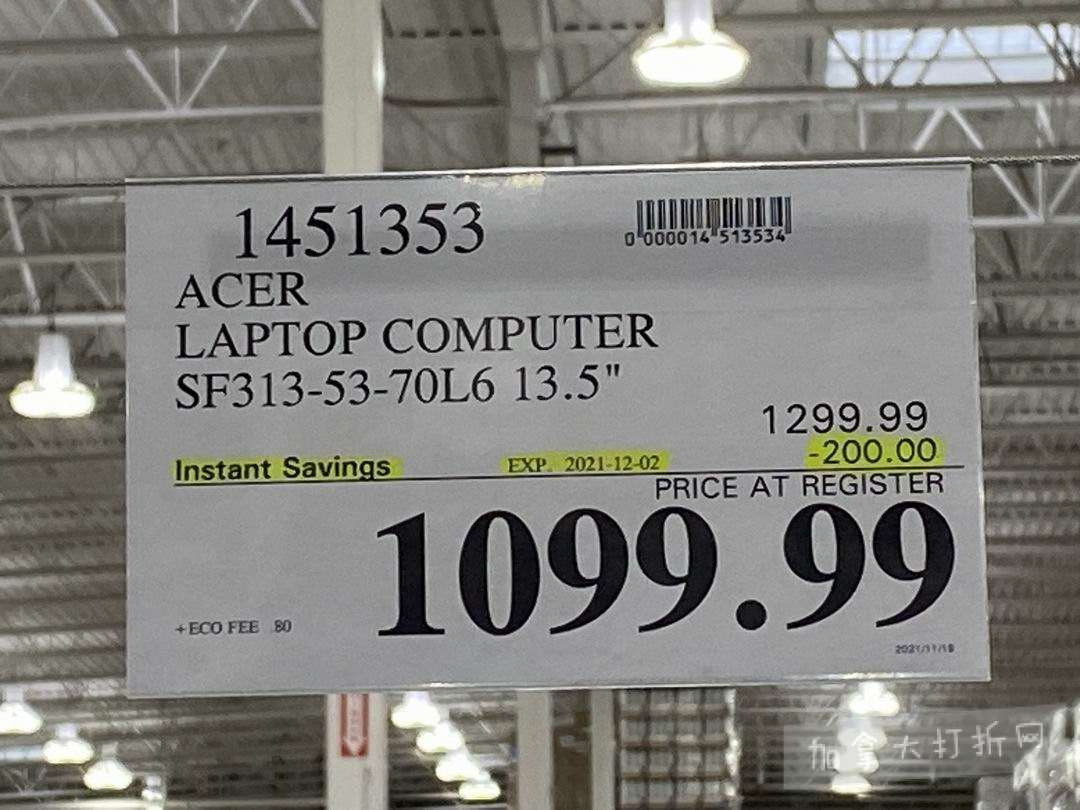 1451353
0 000014 513534
ACER
LAPTOP COMPUTER
SF313-53-70L6 13.5"
1299.99
Instant Savings EXP. 2021-12-02 -200.00
PRICE AT REGISTER
1099.99
+ECO FEE .80
2021/11/19
加拿大打折网